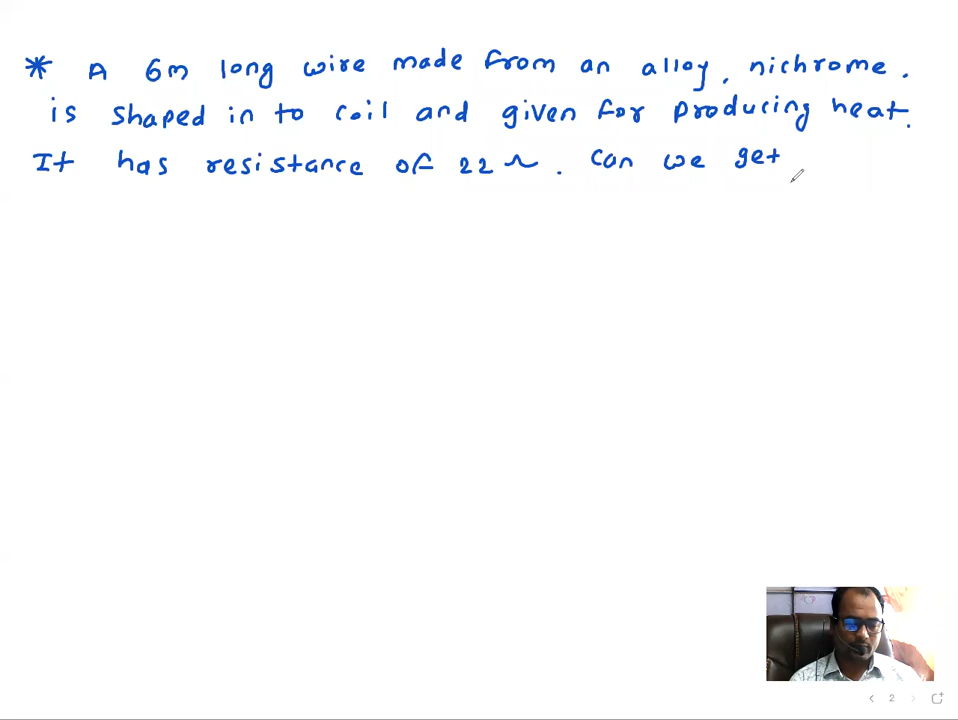 * A 6m long wire made from an alloy, nichrome,
is shaped in to coil and given for producing heat.
It has resistance of 22 Ω. Can we get
2